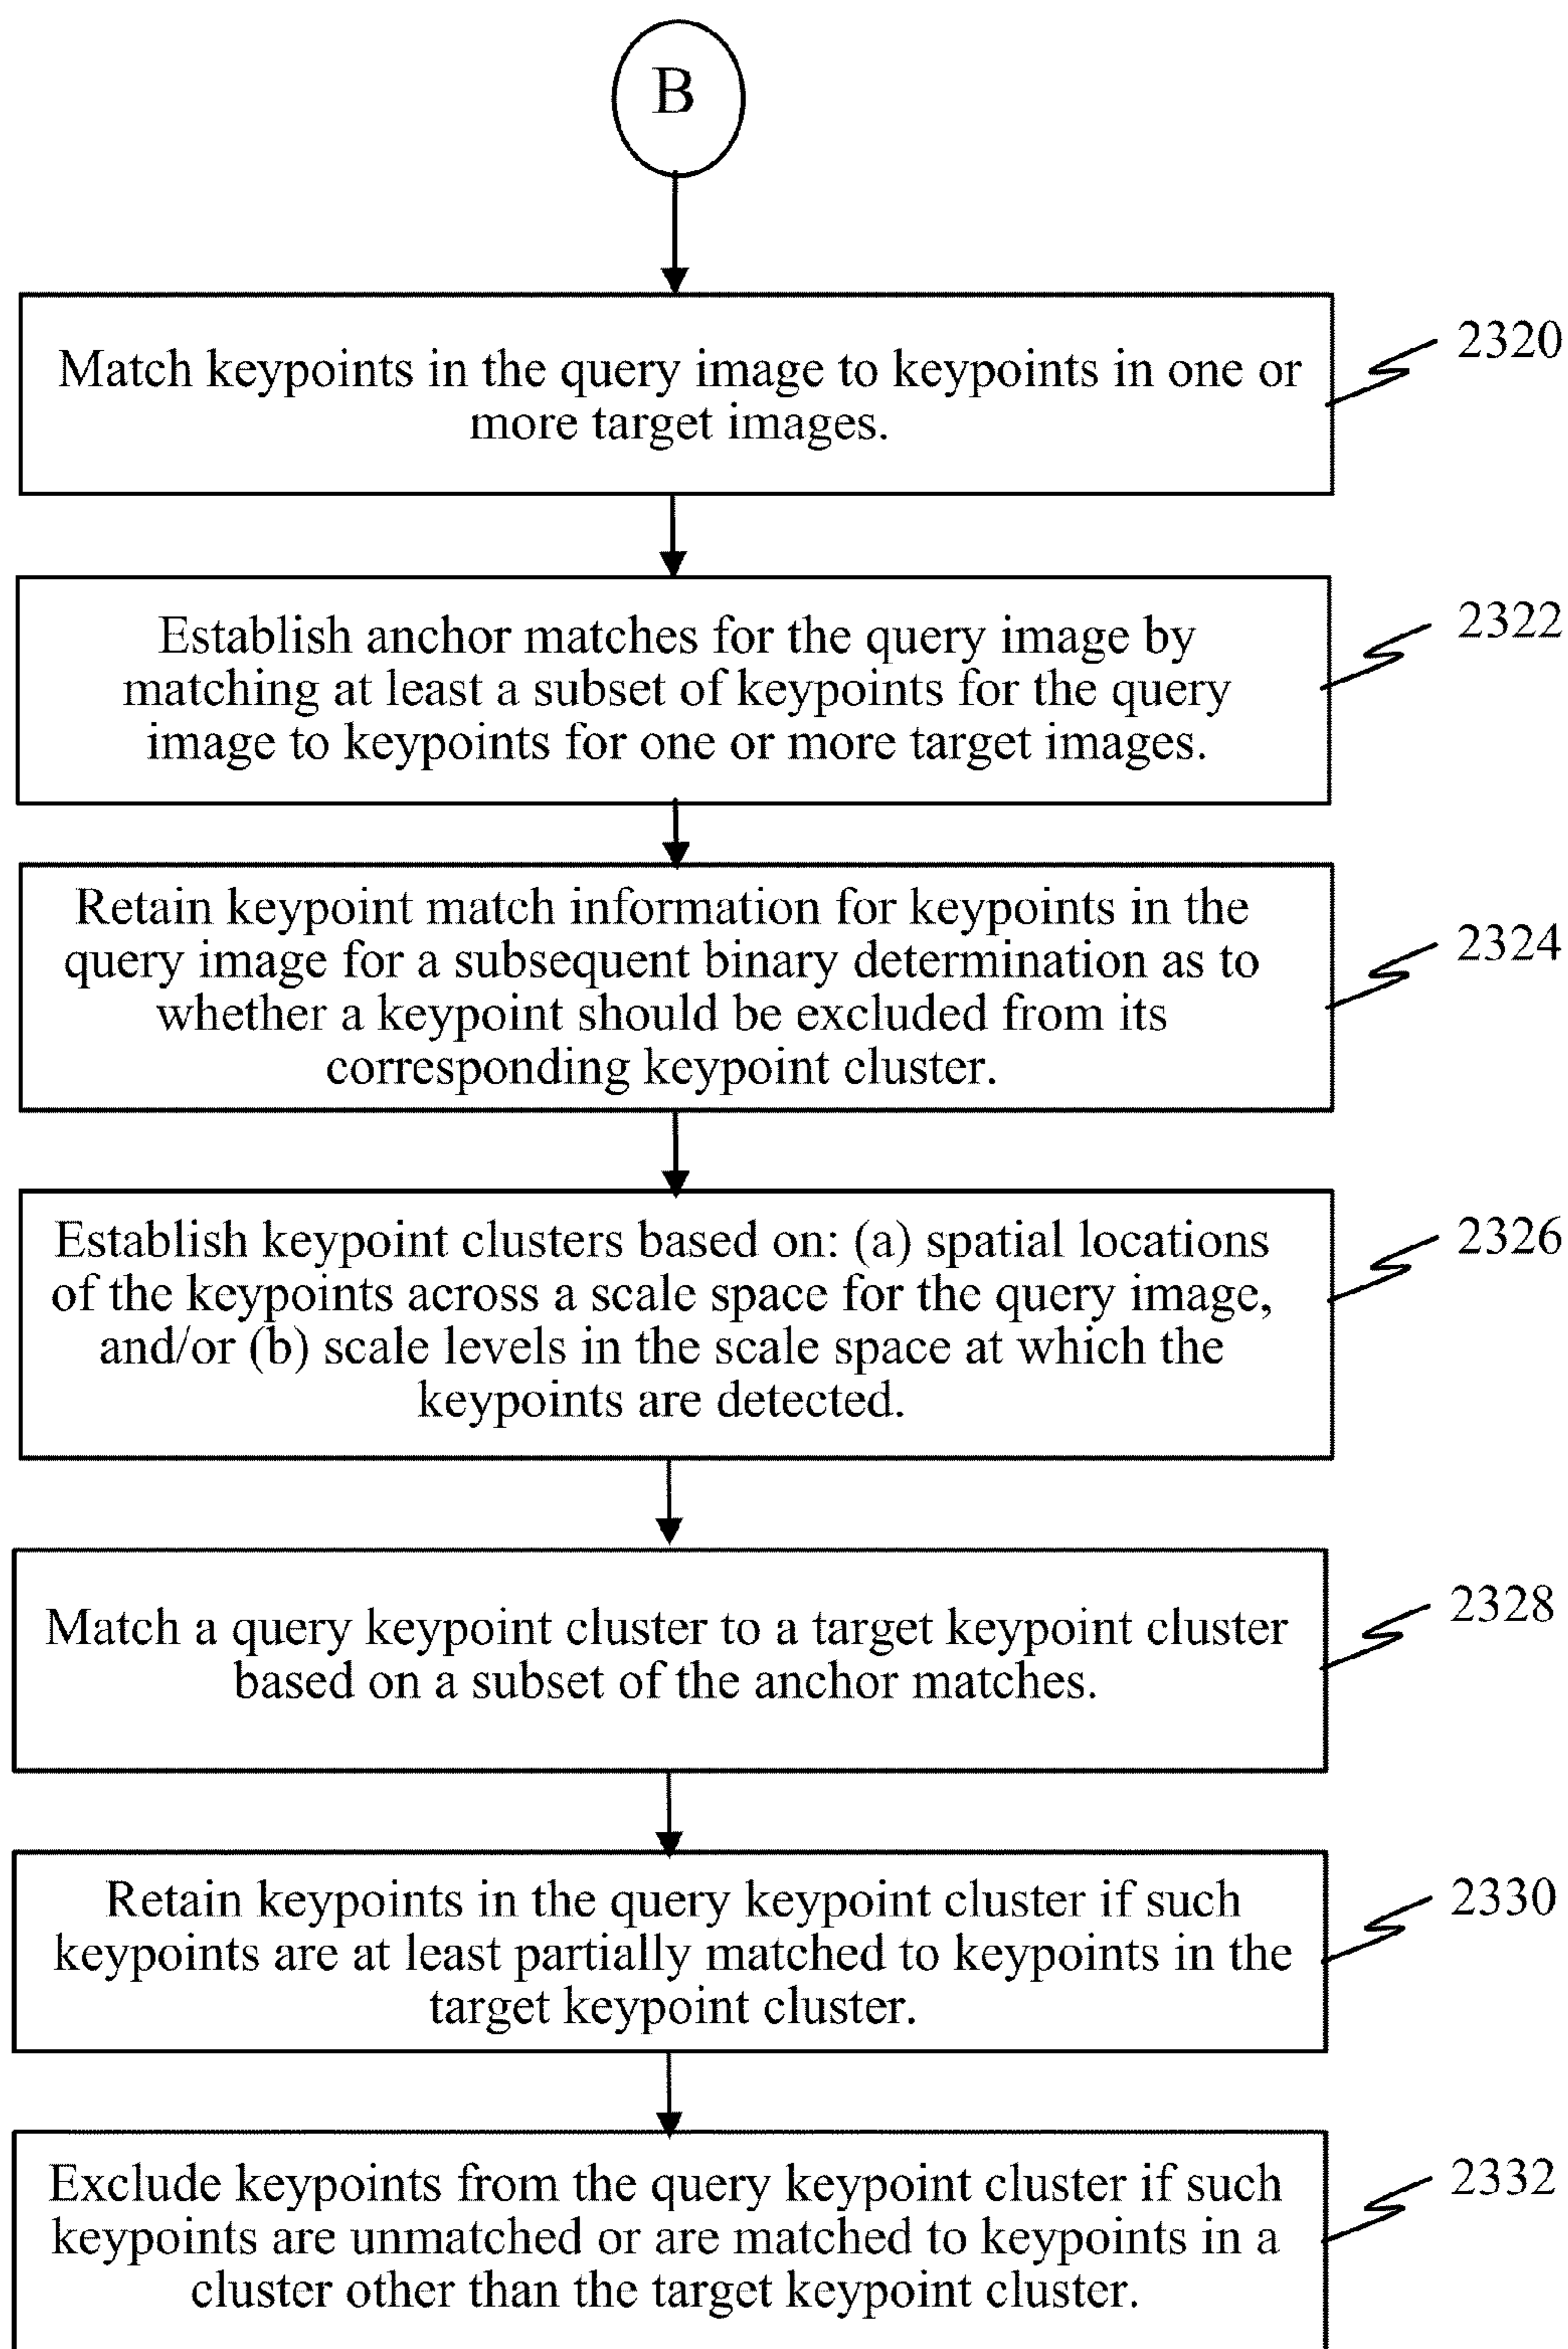 B
Match keypoints in the query image to keypoints in one or
more target images.
2320
Establish anchor matches for the query image by
matching at least a subset of keypoints for the query
image to keypoints for one or more target images.
2322
Retain keypoint match information for keypoints in the
query image for a subsequent binary determination as to
whether a keypoint should be excluded from its
corresponding keypoint cluster.
2324
Establish keypoint clusters based on: (a) spatial locations
of the keypoints across a scale space for the query image,
and/or (b) scale levels in the scale space at which the
keypoints are detected.
2326
Match a query keypoint cluster to a target keypoint cluster
based on a subset of the anchor matches.
2328
Retain keypoints in the query keypoint cluster if such
keypoints are at least partially matched to keypoints in the
target keypoint cluster.
2330
Exclude keypoints from the query keypoint cluster if such
keypoints are unmatched or are matched to keypoints in a
cluster other than the target keypoint cluster.
2332